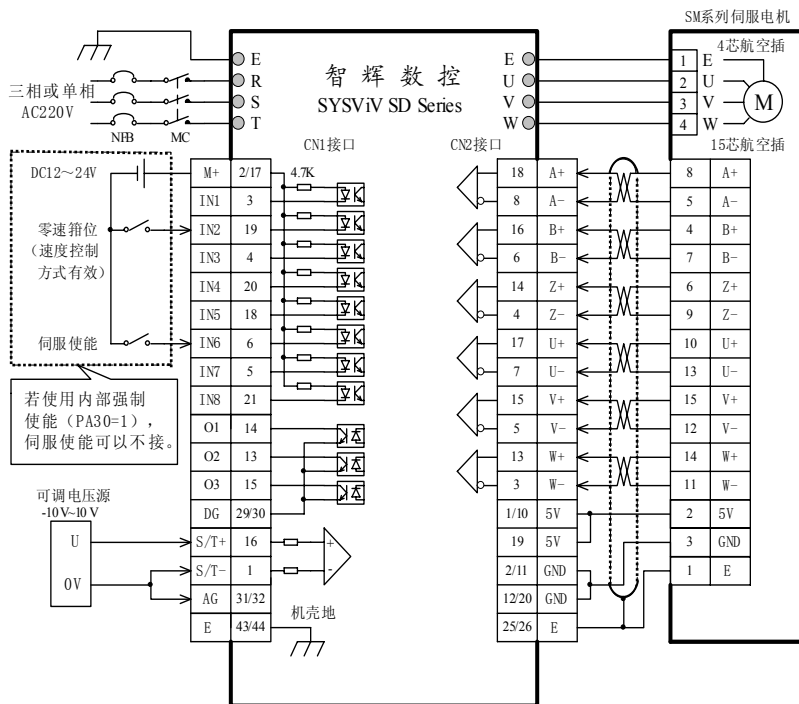 SM系列伺服电机
E
R
S
T
三相或单相
AC220V
NFB
MC
智辉数控
SYSViV SD Series
E
U
V
W
1 E
2 U
3 V
4 W
4芯航空插
M
CN1接口
CN2接口
15芯航空插
DC12～24V
零速箝位
（速度控制
方式有效）
伺服使能
若使用内部强制
使能（PA30=1），
伺服使能可以不接。
M+ 2/17
IN1 3
IN2 19
IN3 4
IN4 20
IN5 18
IN6 6
IN7 5
IN8 21
O1 14
O2 13
O3 15
DG 29/30
S/T+ 16
S/T- 1
AG 31/32
E 43/44
4.7K
+
-
机壳地
可调电压源
-10V~10V
U
0V
18 A+
8 A-
16 B+
6 B-
14 Z+
4 Z-
17 U+
7 U-
15 V+
5 V-
13 W+
3 W-
1/10 5V
19 5V
2/11 GND
12/20 GND
25/26 E
8 A+
5 A-
4 B+
7 B-
6 Z+
9 Z-
10 U+
13 U-
15 V+
12 V-
14 W+
11 W-
2 5V
3 GND
1 E